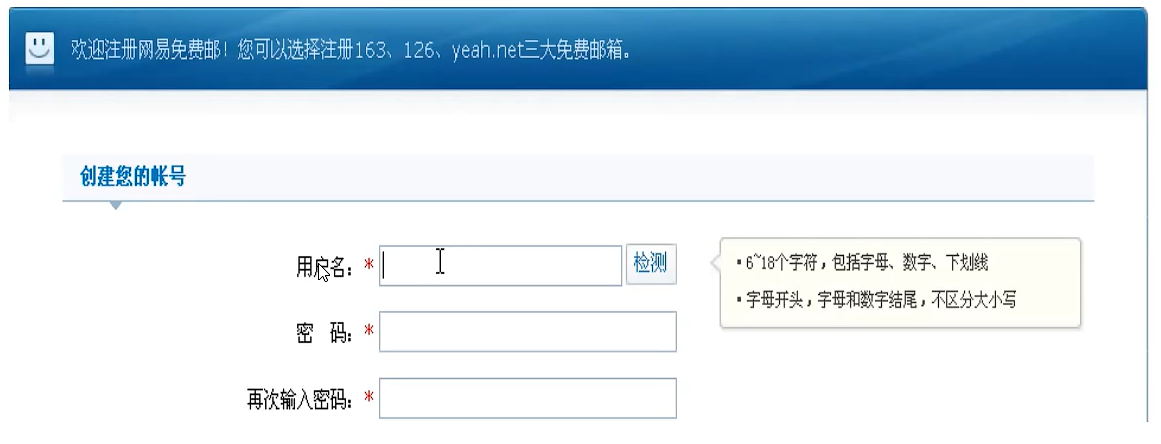 欢迎注册网易免费邮！您可以选择注册163、126、yeah.net三大免费邮箱。
创建您的帐号
用户名：* 检测
·6~18个字符，包括字母、数字、下划线
·字母开头，字母和数字结尾，不区分大小写
密 码：*
再次输入密码：*